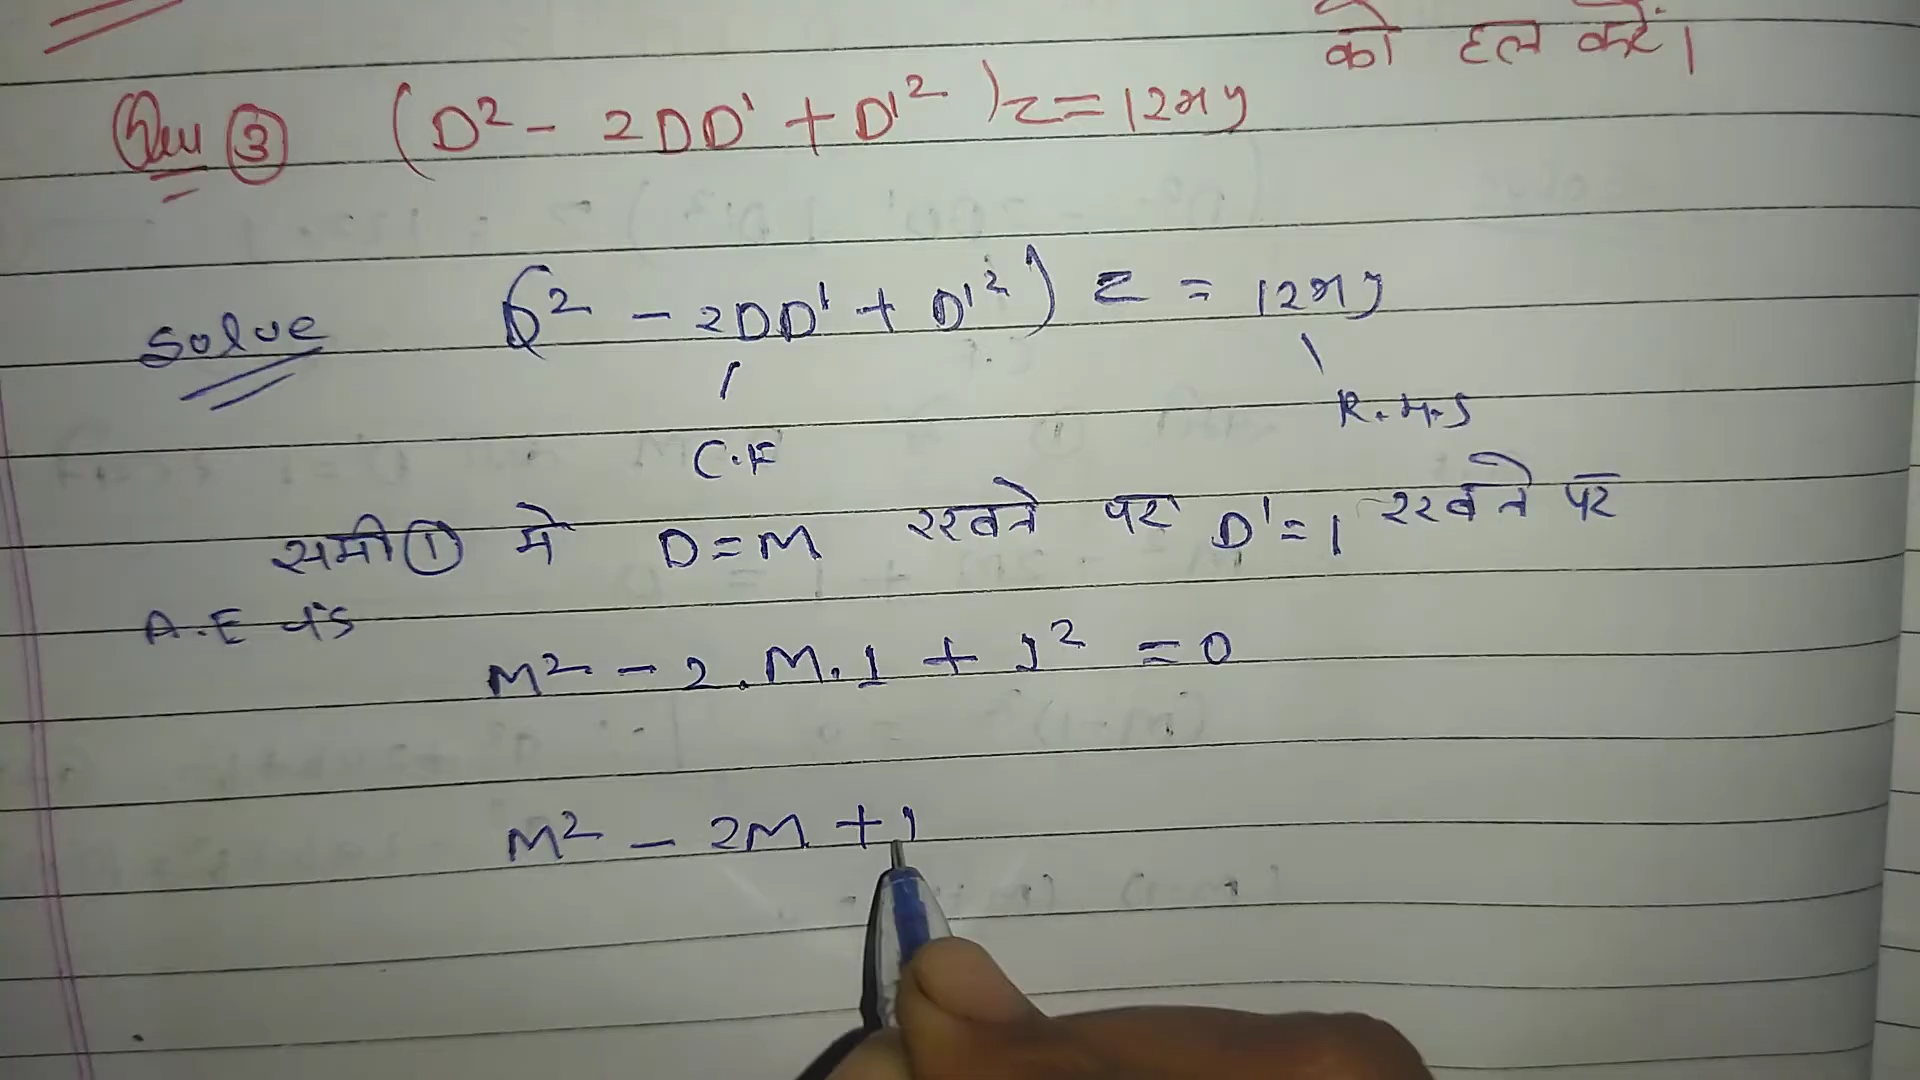 को हल करें।
Que ③ (D² - 2DD' + D'²)z = 12xy
Solve (D² - 2DD' + D'²) z = 12xy
C.F R.H.S
समी ① मे D = M रखने पर D' = 1 रखने पर
A.E is
M² - 2.M.1 + 1² = 0
M² - 2M + 1